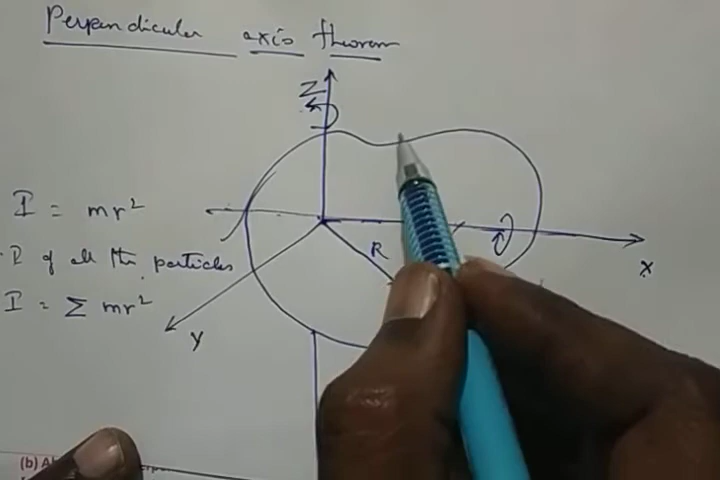 Perpendicular axis theorem
Z
I = mr²
R
of all the particles
x
I = Σ mr²
y
(b)